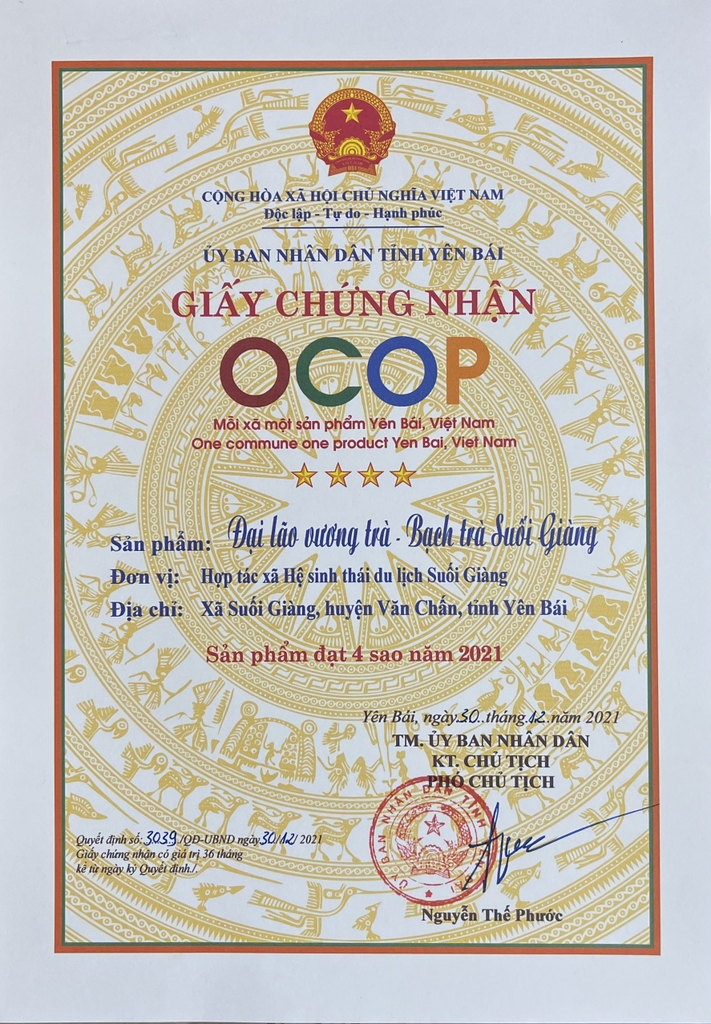 CỘNG HÒA XÃ HỘI CHỦ NGHĨA VIỆT NAM
Độc lập - Tự do - Hạnh phúc
ỦY BAN NHÂN DÂN TỈNH YÊN BÁI
GIẤY CHỨNG NHẬN
OCOP
Mỗi xã một sản phẩm Yên Bái, Việt Nam
One commune one product Yen Bai, Viet Nam
Sản phẩm: Đại lão vương trà - Bạch trà Suối Giàng
Đơn vị: Hợp tác xã Hệ sinh thái du lịch Suối Giàng
Địa chỉ: Xã Suối Giàng, huyện Văn Chấn, tỉnh Yên Bái
Sản phẩm đạt 4 sao năm 2021
Yên Bái, ngày 30 tháng 12 năm 2021
TM. ỦY BAN NHÂN DÂN
KT. CHỦ TỊCH
PHÓ CHỦ TỊCH
ỦY BAN NHÂN DÂN TỈNH
Quyết định số: 3039/QĐ-UBND ngày 30/12/2021
Giấy chứng nhận có giá trị 36 tháng
kể từ ngày ký Quyết định./.
Nguyễn Thế Phước